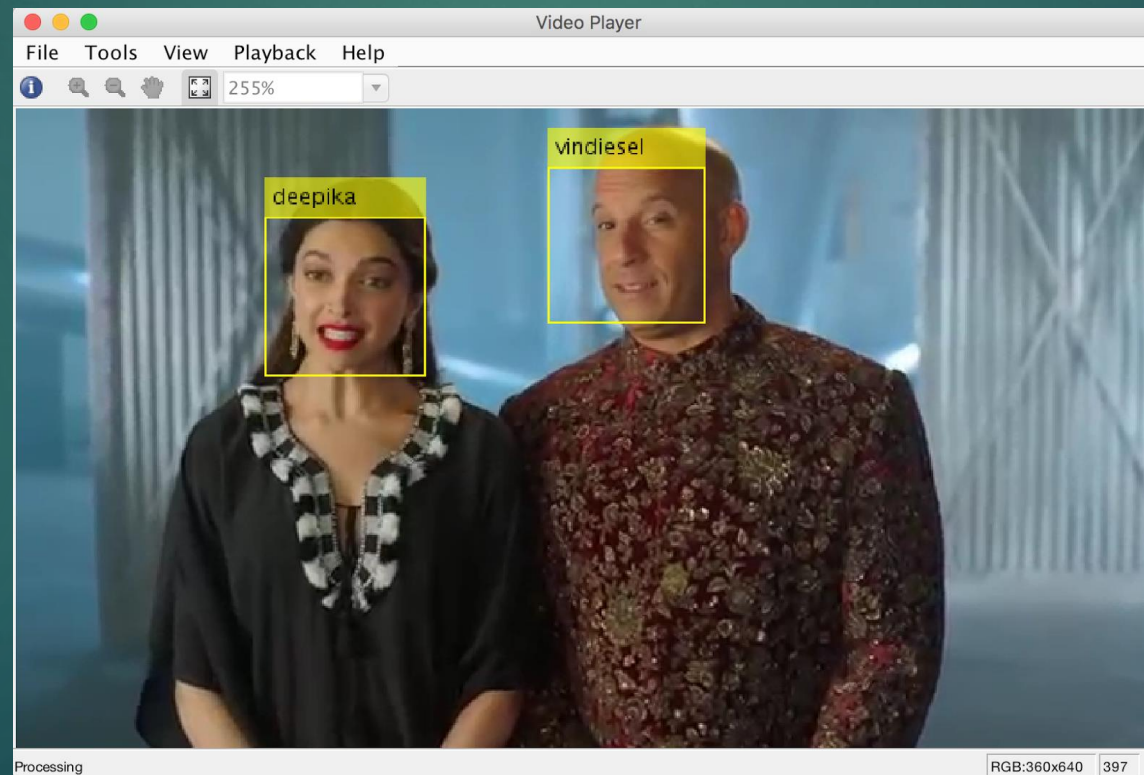 Video Player
File Tools View Playback Help
255%
vindiesel
deepika
Processing
RGB:360x640 397